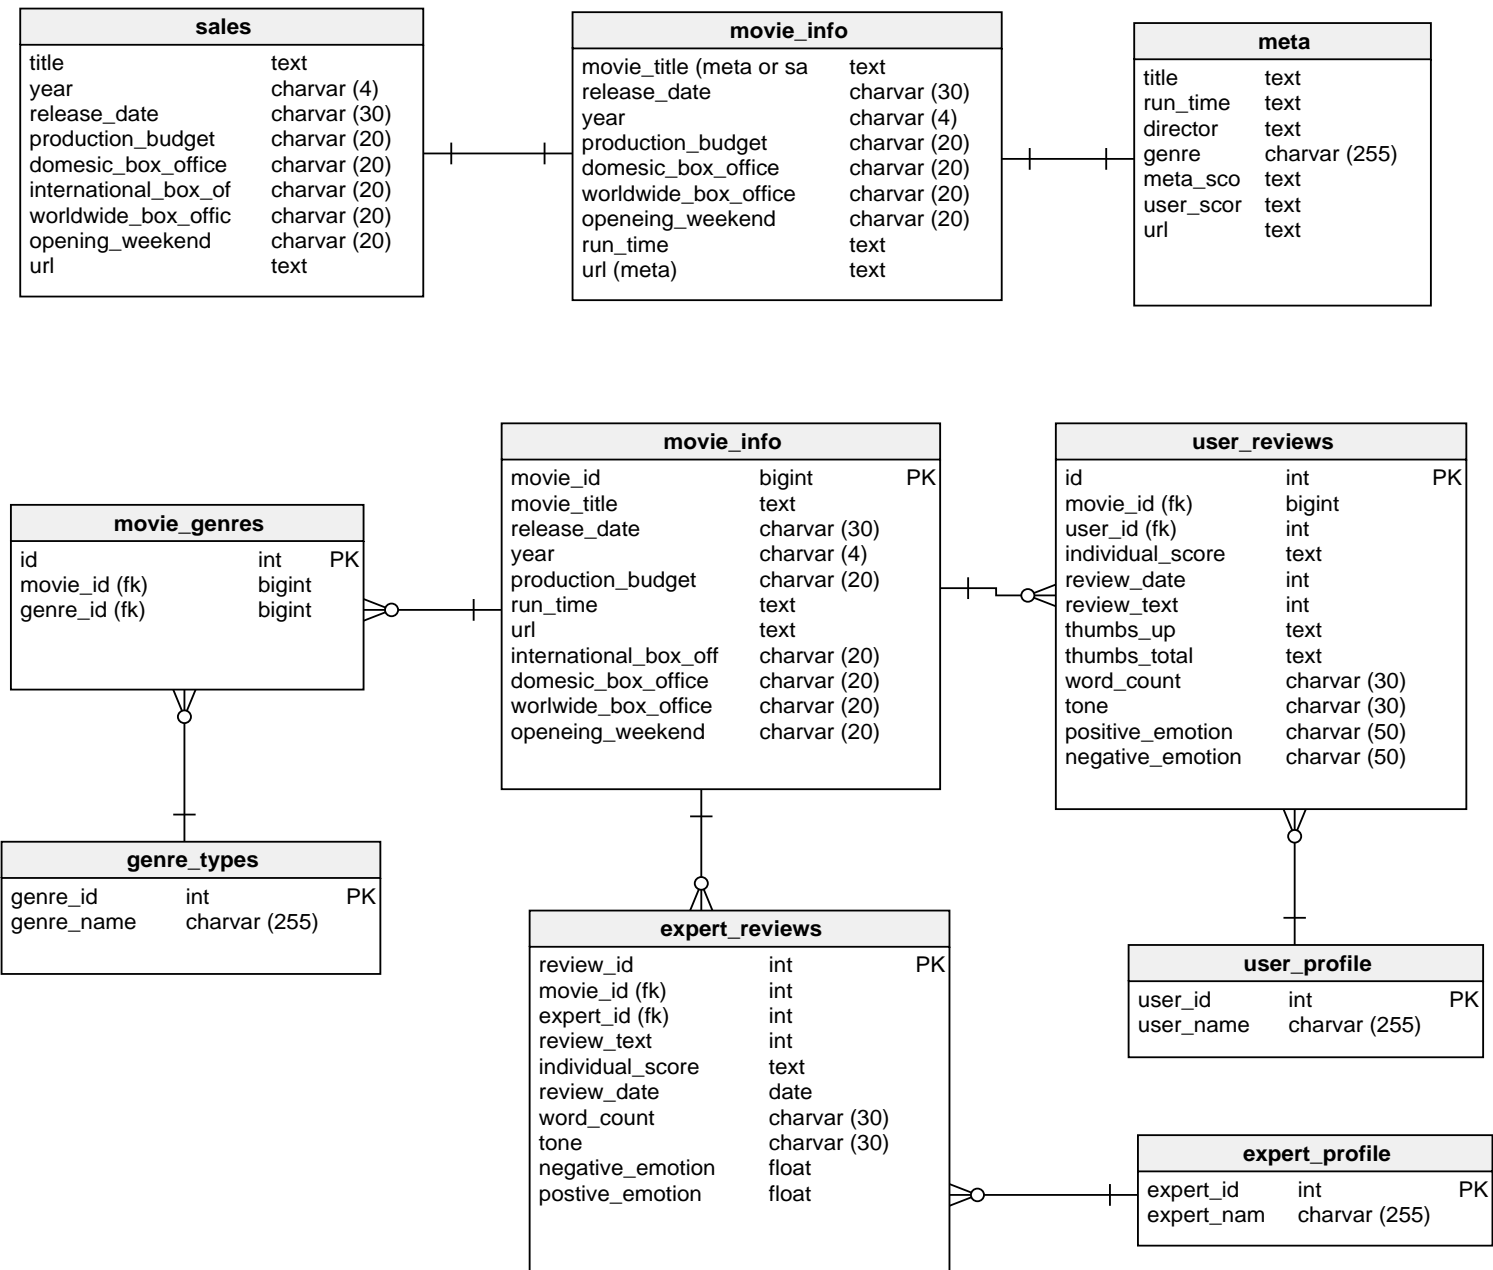 sales
title text
year charvar (4)
release_date charvar (30)
production_budget charvar (20)
domesic_box_office charvar (20)
international_box_of charvar (20)
worldwide_box_offic charvar (20)
opening_weekend charvar (20)
url text
movie_info
movie_title (meta or sa text
release_date charvar (30)
year charvar (4)
production_budget charvar (20)
domesic_box_office charvar (20)
worldwide_box_office charvar (20)
openeing_weekend charvar (20)
run_time text
url (meta) text
meta
title text
run_time text
director text
genre charvar (255)
meta_sco text
user_scor text
url text
movie_genres
id int PK
movie_id (fk) bigint
genre_id (fk) bigint
movie_info
movie_id bigint PK
movie_title text
release_date charvar (30)
year charvar (4)
production_budget charvar (20)
run_time text
url text
international_box_off charvar (20)
domesic_box_office charvar (20)
worlwide_box_office charvar (20)
openeing_weekend charvar (20)
user_reviews
id int PK
movie_id (fk) bigint
user_id (fk) int
individual_score text
review_date int
review_text int
thumbs_up text
thumbs_total text
word_count charvar (30)
tone charvar (30)
positive_emotion charvar (50)
negative_emotion charvar (50)
genre_types
genre_id int PK
genre_name charvar (255)
expert_reviews
review_id int PK
movie_id (fk) int
expert_id (fk) int
review_text int
individual_score text
review_date date
word_count charvar (30)
tone charvar (30)
negative_emotion float
postive_emotion float
user_profile
user_id int PK
user_name charvar (255)
expert_profile
expert_id int PK
expert_nam charvar (255)